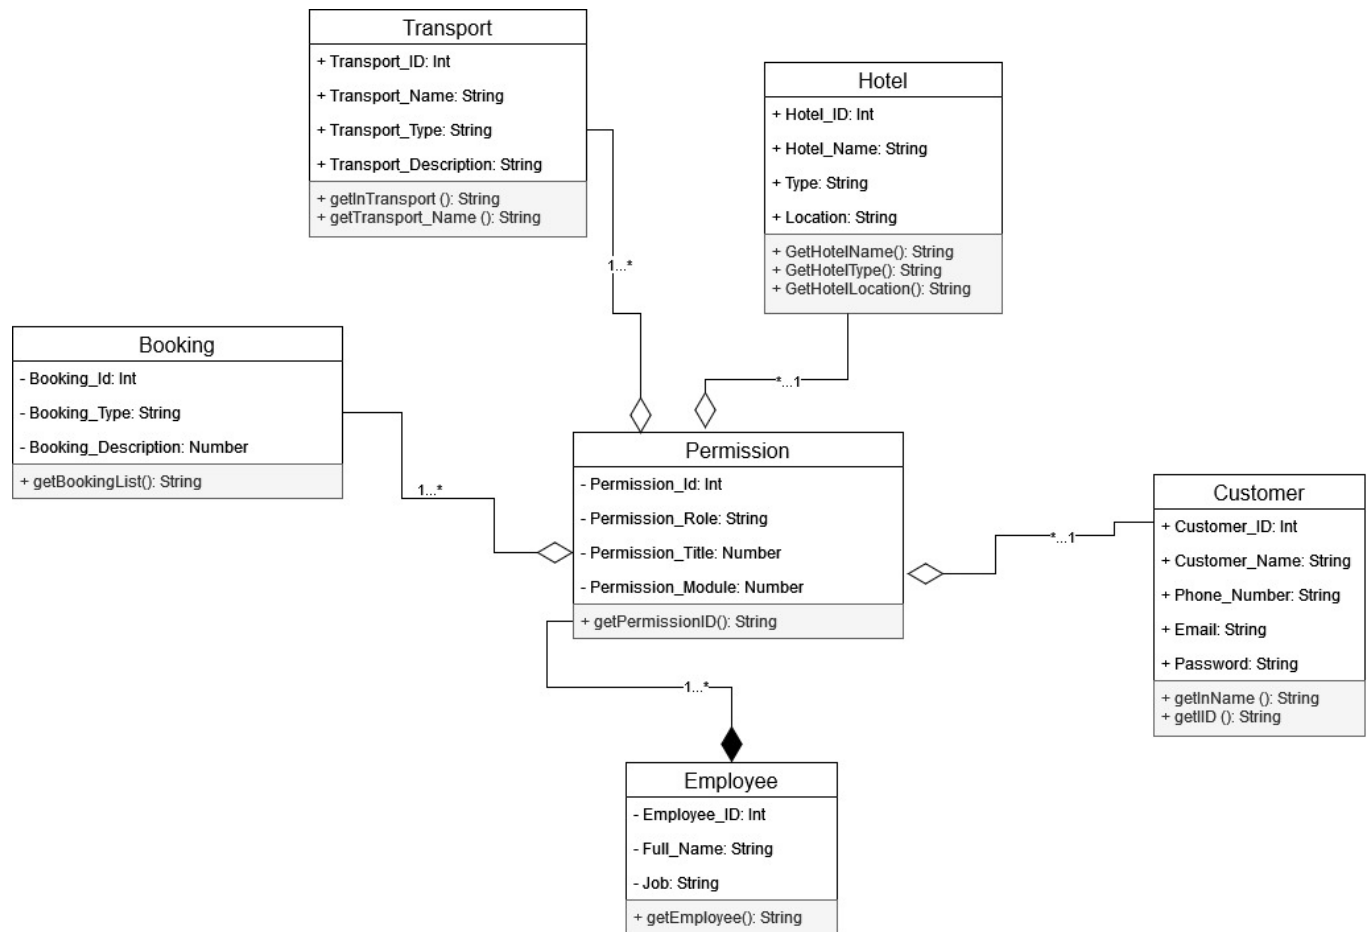 Transport
+ Transport_ID: Int
+ Transport_Name: String
+ Transport_Type: String
+ Transport_Description: String
+ getInTransport (): String
+ getTransport_Name (): String
1...*
Hotel
+ Hotel_ID: Int
+ Hotel_Name: String
+ Type: String
+ Location: String
+ GetHotelName(): String
+ GetHotelType(): String
+ GetHotelLocation(): String
*...1
Booking
- Booking_Id: Int
- Booking_Type: String
- Booking_Description: Number
+ getBookingList(): String
1...*
Permission
- Permission_Id: Int
- Permission_Role: String
- Permission_Title: Number
- Permission_Module: Number
+ getPermissionID(): String
*...1
Customer
+ Customer_ID: Int
+ Customer_Name: String
+ Phone_Number: String
+ Email: String
+ Password: String
+ getInName (): String
+ getIID (): String
1...*
Employee
- Employee_ID: Int
- Full_Name: String
- Job: String
+ getEmployee(): String